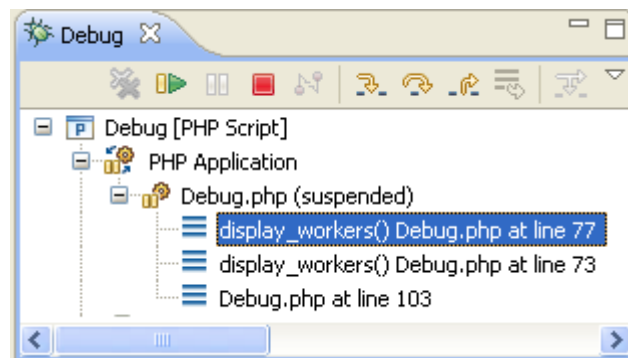 Debug
Debug [PHP Script]
PHP Application
Debug.php (suspended)
display_workers() Debug.php at line 77
display_workers() Debug.php at line 73
Debug.php at line 103